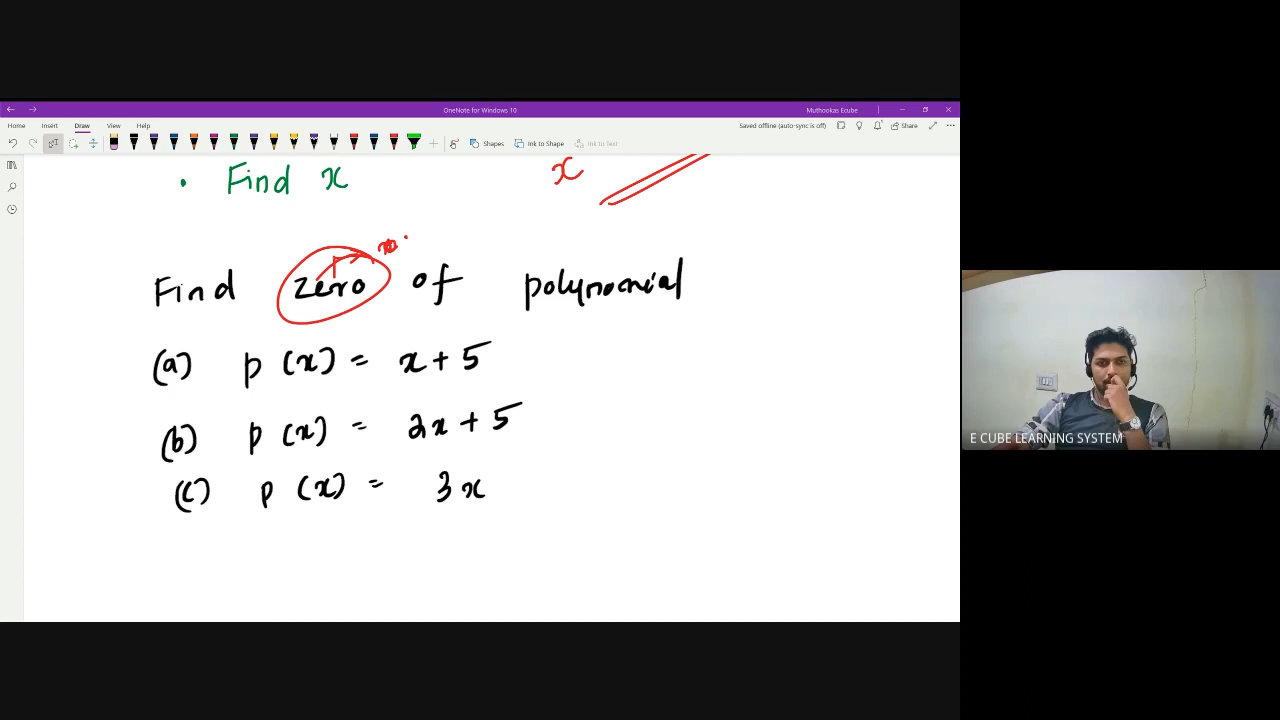 OneNote for Windows 10
Muthookas Ecube
Home Insert Draw View Help
Saved offline (auto-sync is off)
Share
Shapes
Ink to Shape
Ink to Text
• Find x
x
Find zero of polynomial
(a) p (x) = x + 5
(b) p (x) = 2x + 5
(c) p (x) = 3x
E CUBE LEARNING SYSTEM